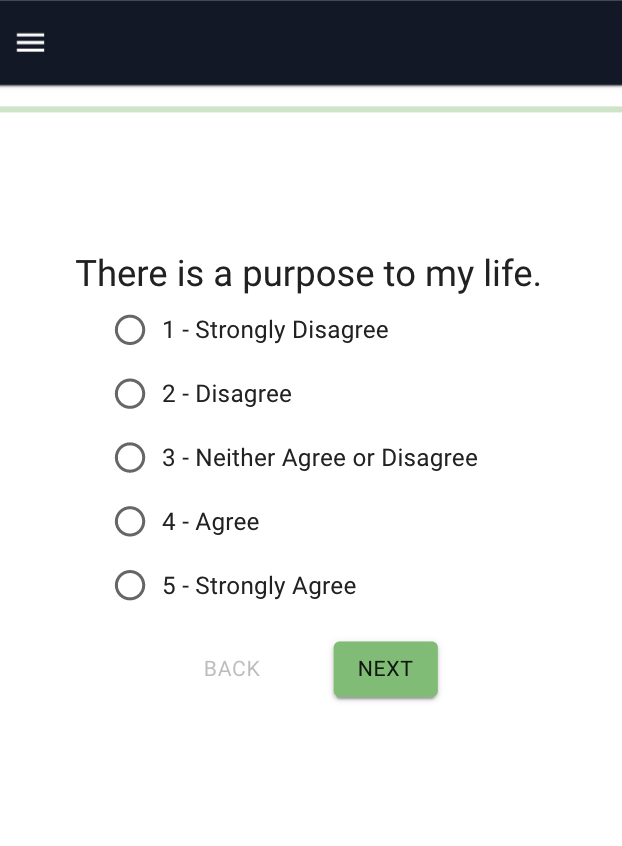 There is a purpose to my life.
1 - Strongly Disagree
2 - Disagree
3 - Neither Agree or Disagree
4 - Agree
5 - Strongly Agree
BACK NEXT